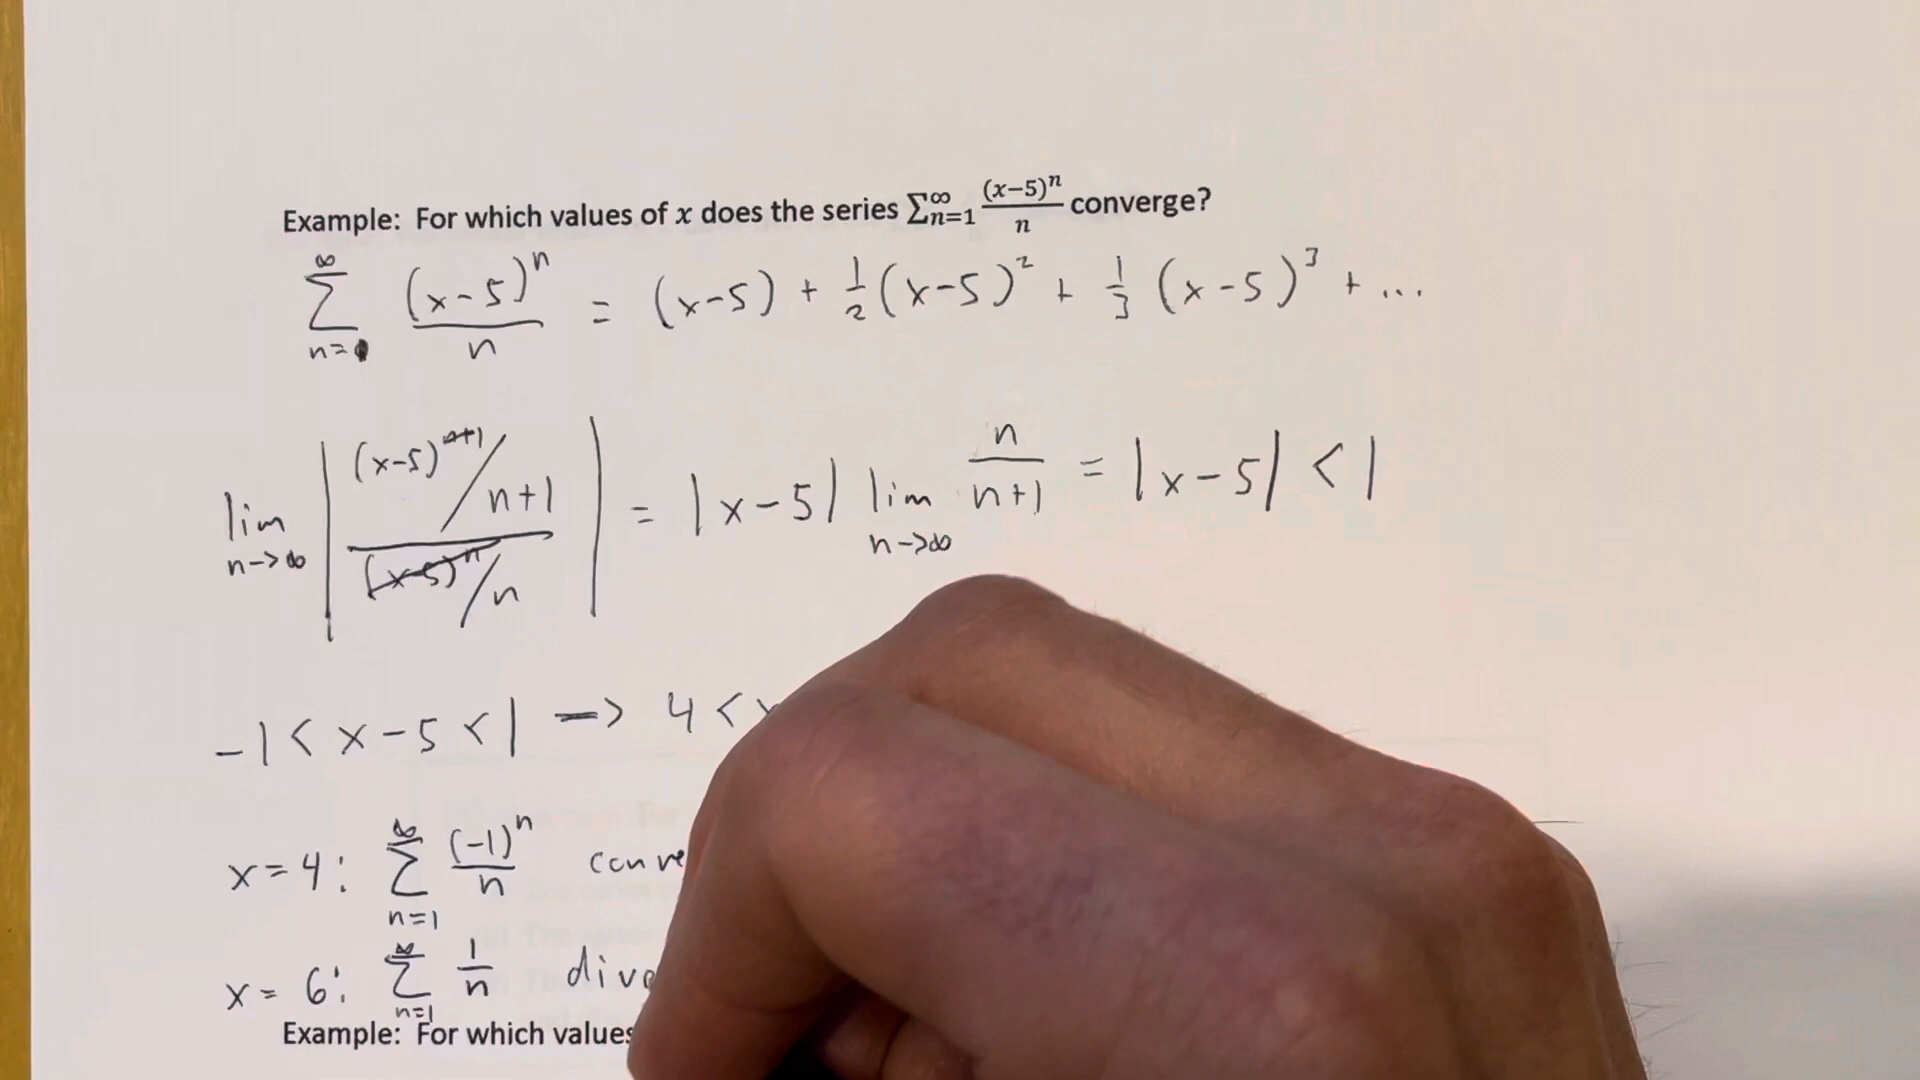 Example: For which values of x does the series ∑_{n=1}^{∞} (x−5)^n / n converge?
∑_{n=1}^{∞} (x-5)^n / n = (x-5) + 1/2 (x-5)^2 + 1/3 (x-5)^3 + ...
lim_{n->∞} | ((x-5)^{n+1} / n+1) / ((x-5)^n / n) | = |x-5| lim_{n->∞} n / n+1 = |x-5| < 1
-1 < x-5 < 1 -> 4 < x
x=4: ∑_{n=1}^{∞} (-1)^n / n conve
x = 6: ∑_{n=1}^{∞} 1/n dive
Example: For which values